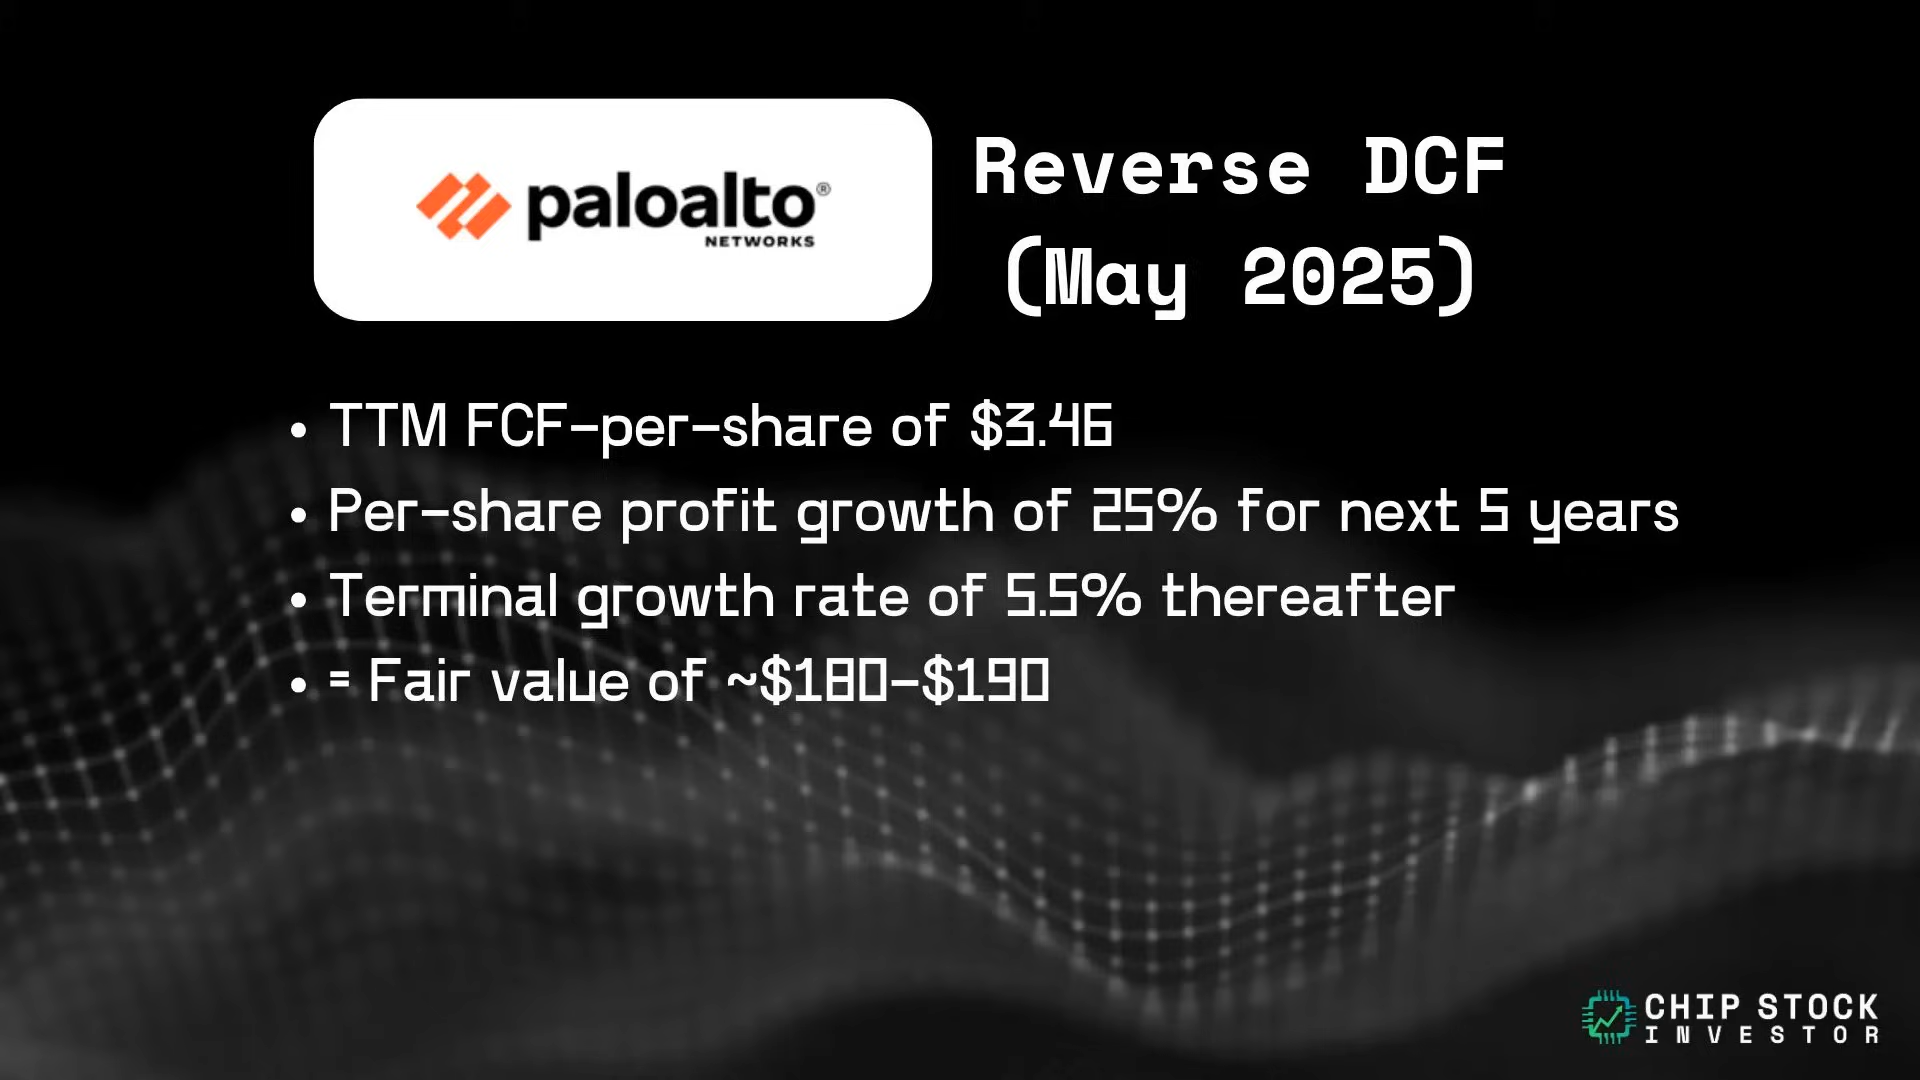 paloalto®
NETWORKS
Reverse DCF
(May 2025)
• TTM FCF-per-share of $3.46
• Per-share profit growth of 25% for next 5 years
• Terminal growth rate of 5.5% thereafter
• = Fair value of ~$180-$190
CHIP STOCK
INVESTOR